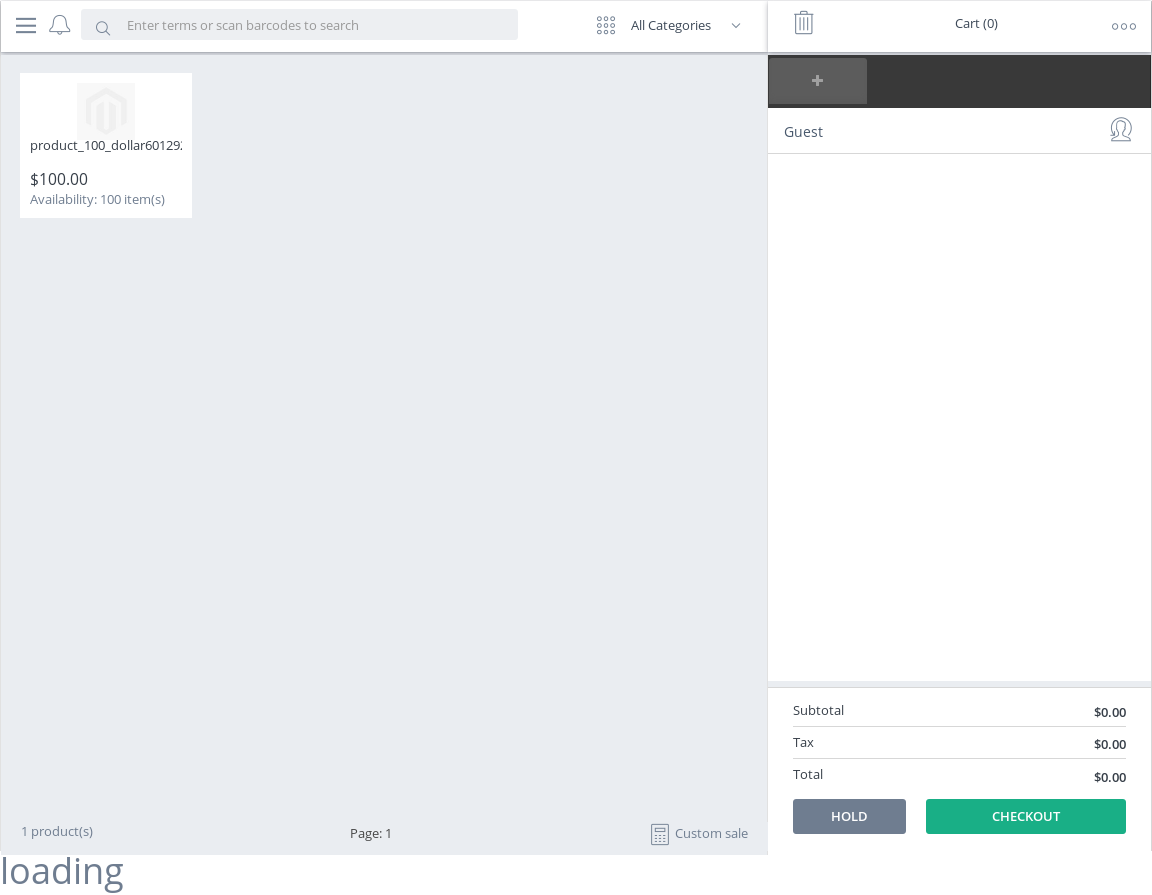 Enter terms or scan barcodes to search
All Categories
Cart (0)
Guest
product_100_dollar60129
$100.00
Availability: 100 item(s)
Subtotal $0.00
Tax $0.00
Total $0.00
HOLD CHECKOUT
1 product(s)
Page: 1
Custom sale
loading